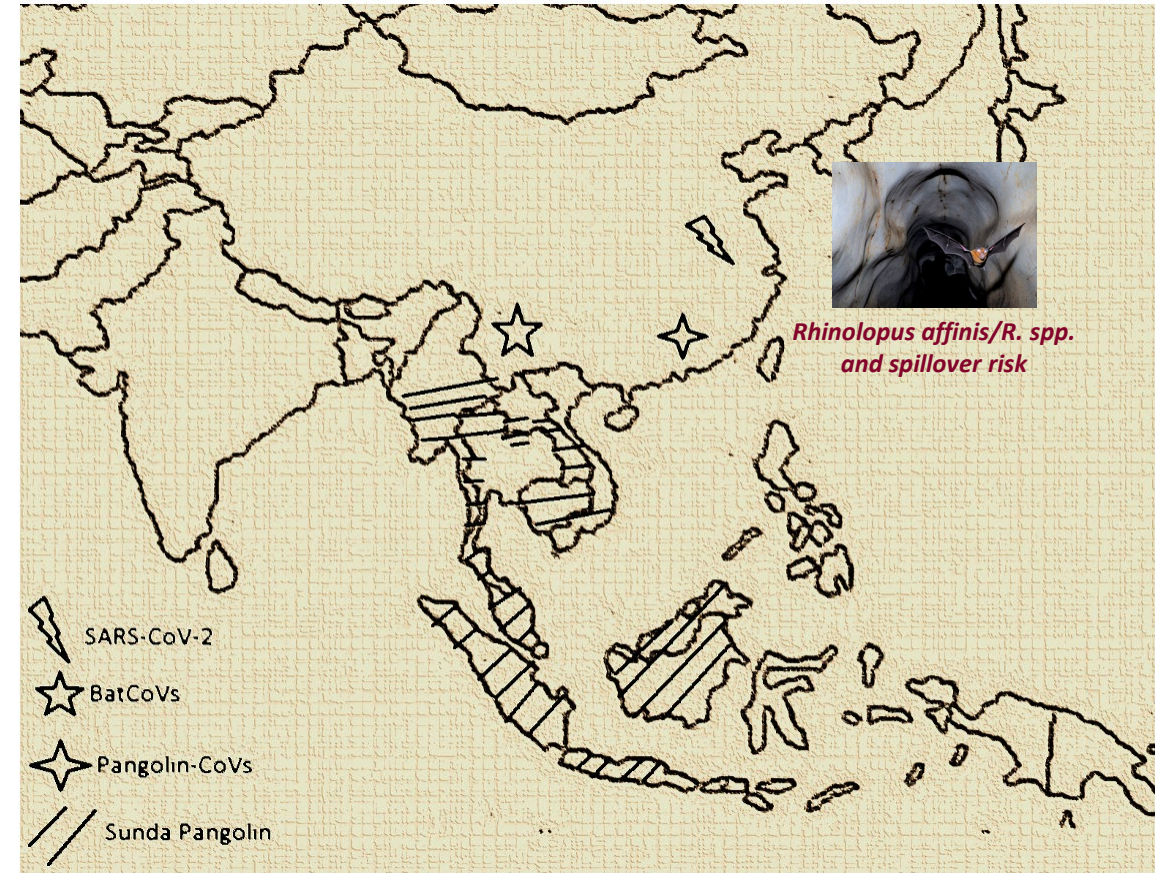 Rhinolopus affinis/R. spp.
and spillover risk
SARS-CoV-2
BatCoVs
Pangolin-CoVs
Sunda Pangolin